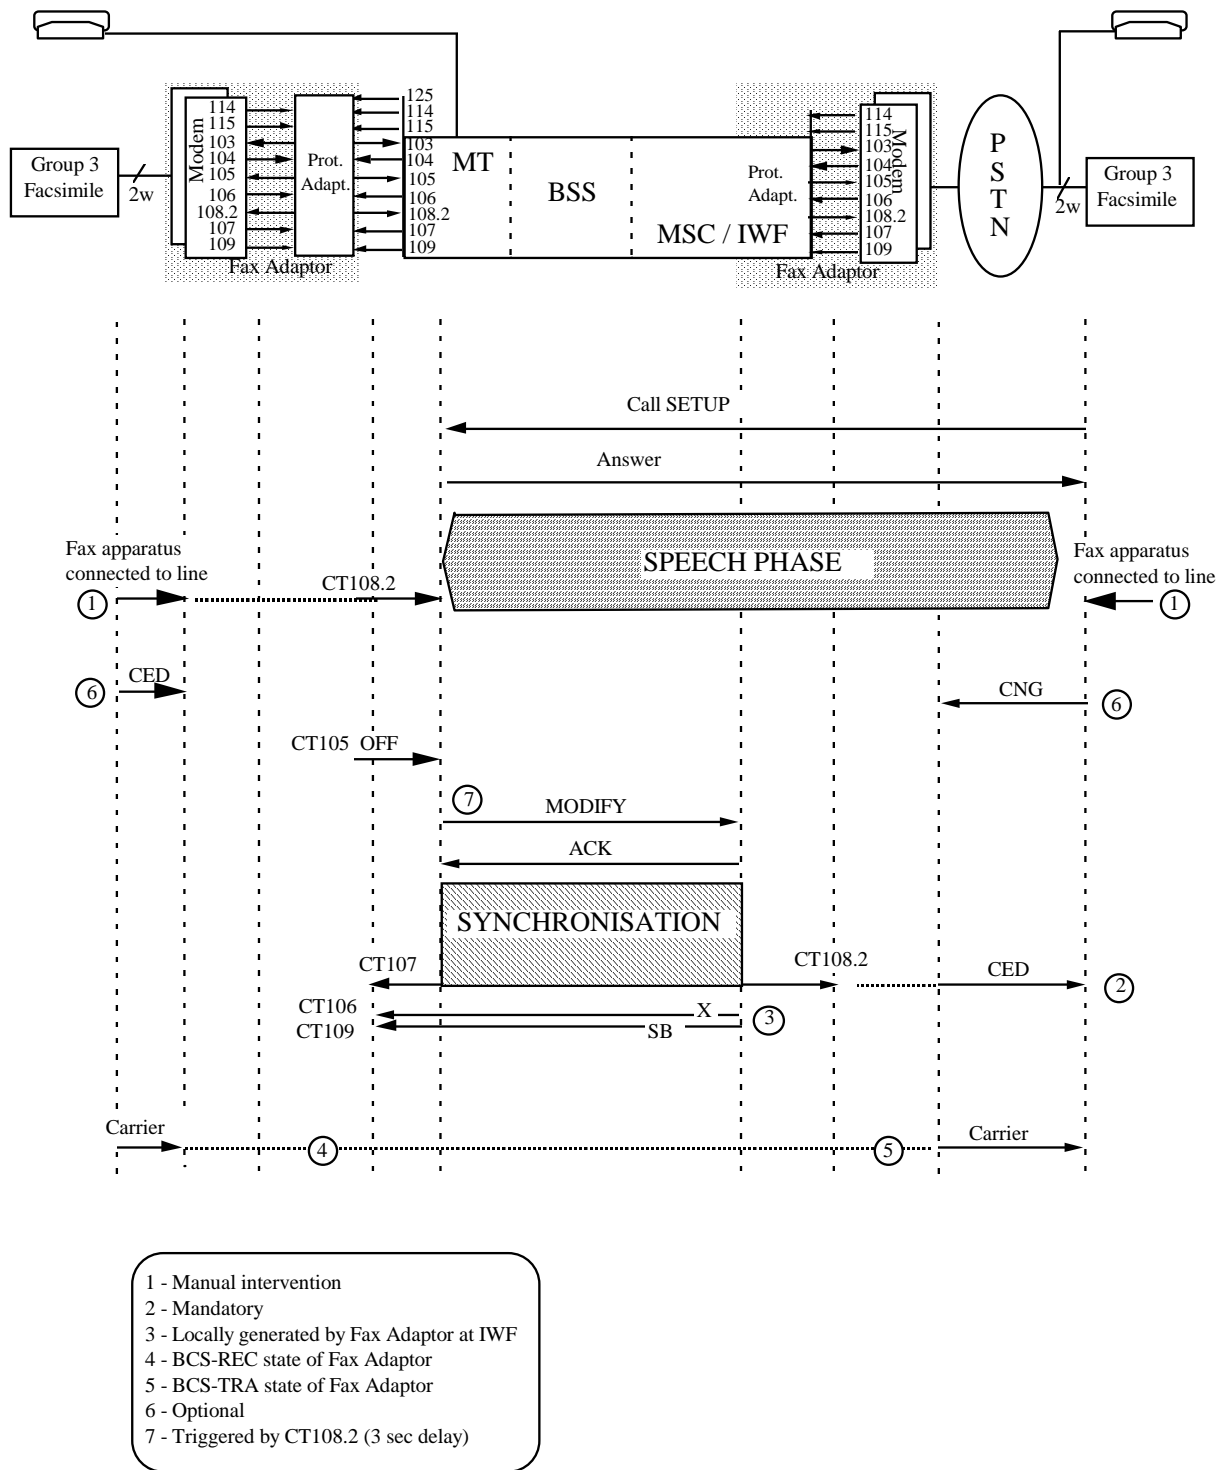 125
114
115
103
104
105
106
108.2
107
109
114
115
103
104
105
106
108.2
107
109
114
115
103
104
105
106
108.2
107
109
Modem
Modem
Group 3
Facsimile
2w
Prot.
Adapt.
MT
BSS
Prot.
Adapt.
MSC / IWF
P
S
T
N
2w
Group 3
Facsimile
Fax Adaptor
Fax Adaptor
Call SETUP
Answer
SPEECH PHASE
Fax apparatus
connected to line
1
CT108.2
Fax apparatus
connected to line
1
6
CED
CNG
6
CT105 OFF
7
MODIFY
ACK
SYNCHRONISATION
CT107
CT108.2
CED
2
CT106
X
3
CT109
SB
Carrier
4
5
Carrier
1 - Manual intervention
2 - Mandatory
3 - Locally generated by Fax Adaptor at IWF
4 - BCS-REC state of Fax Adaptor
5 - BCS-TRA state of Fax Adaptor
6 - Optional
7 - Triggered by CT108.2 (3 sec delay)